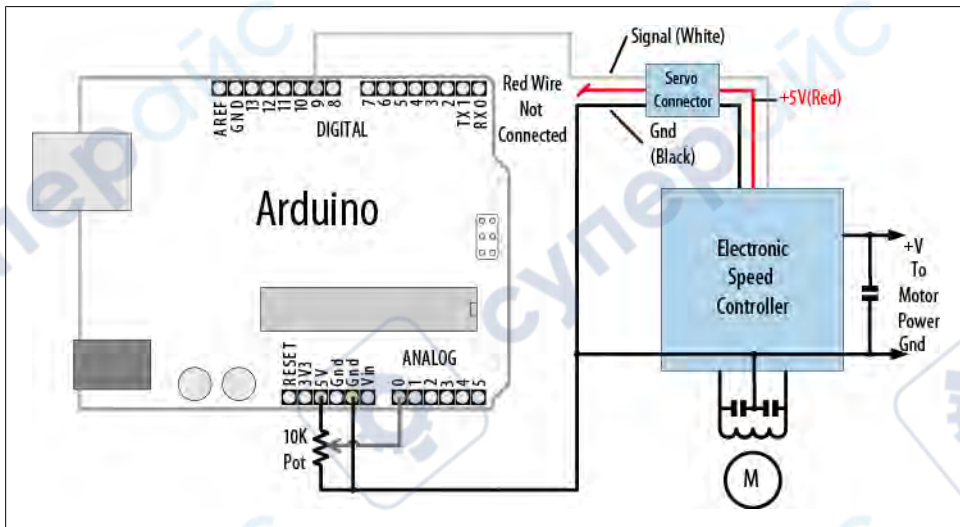 Signal (White)
Red Wire
Not
Connected
Servo
Connector
+5V(Red)
Gnd
(Black)
AREF
GND
13
12
11
10
9
8
7
6
5
4
3
2
TX 1
RX 0
DIGITAL
Arduino
Electronic
Speed
Controller
+V
To
Motor
Power
Gnd
ANALOG
RESET
3V3
5V
Gnd
Gnd
Vin
0
1
2
3
4
5
10K
Pot
M
суперайс